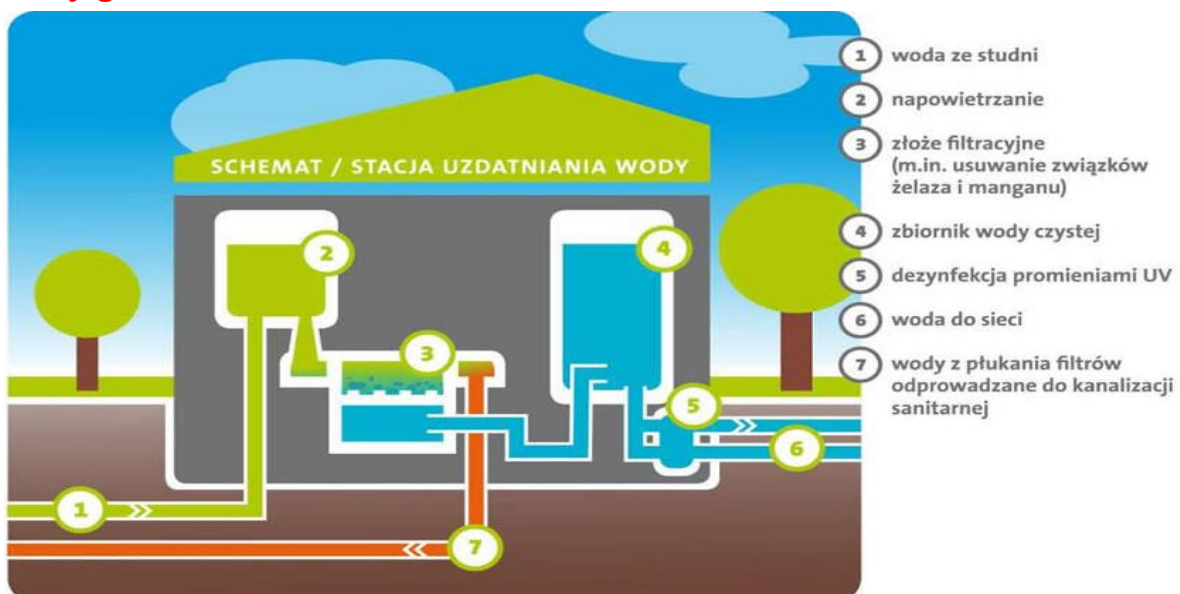 SCHEMAT / STACJA UZDATNIANIA WODY
1 woda ze studni
2 napowietrzanie
3 złoże filtracyjne
(m.in. usuwanie związków
żelaza i manganu)
4 zbiornik wody czystej
5 dezynfekcja promieniami UV
6 woda do sieci
7 wody z płukania filtrów
odprowadzane do kanalizacji
sanitarnej
2
4
3
5
6
1
7